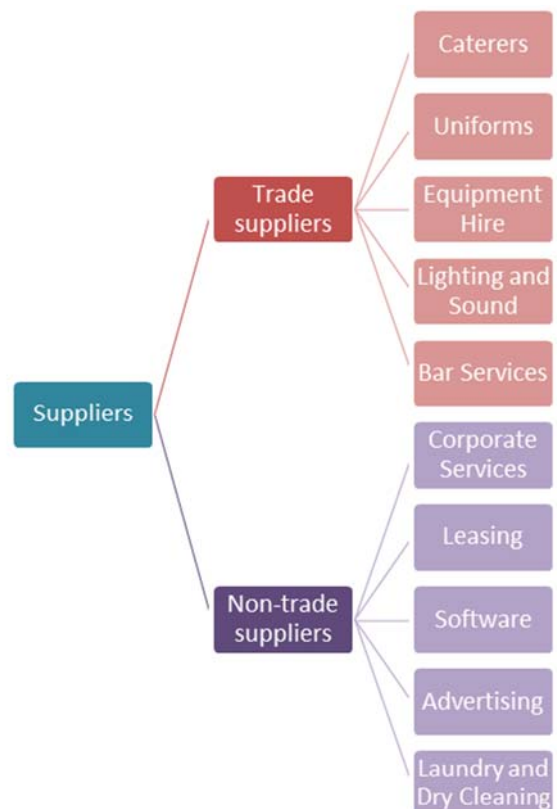 Suppliers
Trade
suppliers
Caterers
Uniforms
Equipment
Hire
Lighting and
Sound
Bar Services
Non-trade
suppliers
Corporate
Services
Leasing
Software
Advertising
Laundry and
Dry Cleaning